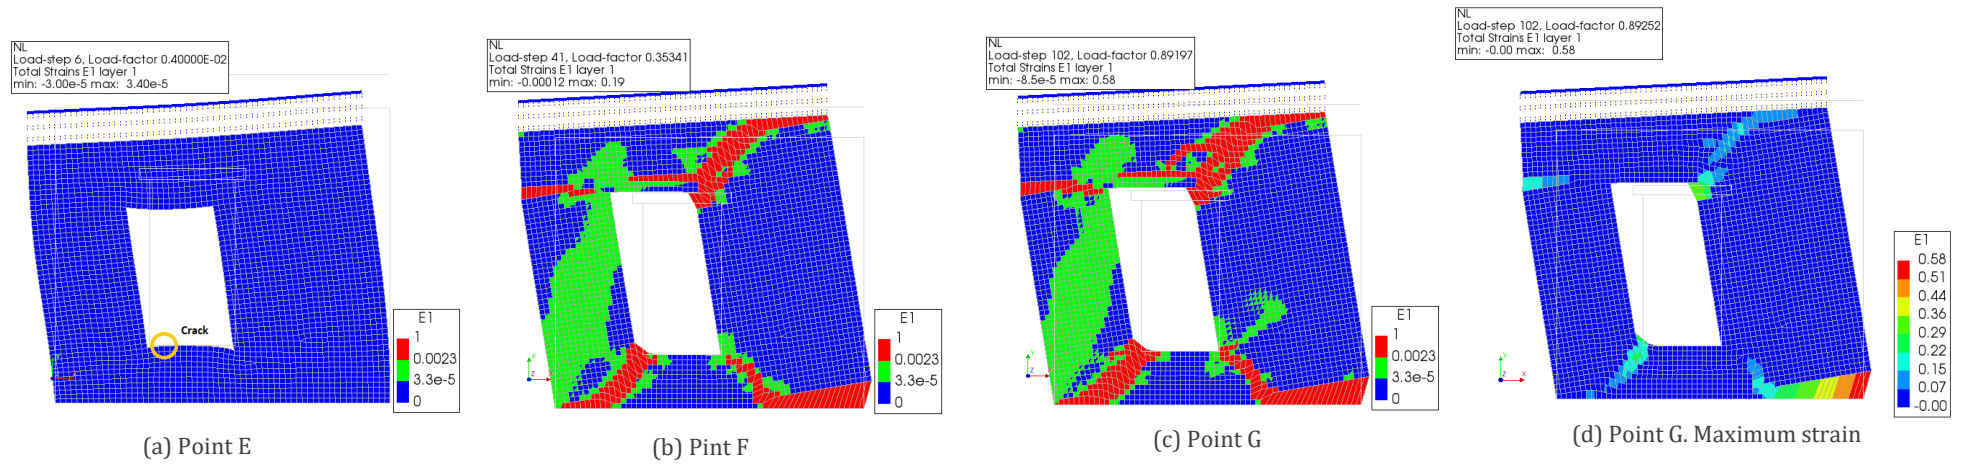 NL
Load-step 6, Load-factor 0.40000E-02
Total Strains E1 layer 1
min: -3.00e-5 max: 3.40e-5
Crack
E1
1
0.0023
3.3e-5
0
(a) Point E
NL
Load-step 41, Load-factor 0.35341
Total Strains E1 layer 1
min: -0.00012 max: 0.19
Y
Z
X
E1
1
0.0023
3.3e-5
0
(b) Pint F
NL
Load-step 102, Load-factor 0.89197
Total Strains E1 layer 1
min: -8.5e-5 max: 0.58
Y
Z
X
E1
1
0.0023
3.3e-5
0
(c) Point G
NL
Load-step 102, Load-factor 0.89252
Total Strains E1 layer 1
min: -0.00 max: 0.58
Y
Z
X
E1
0.58
0.51
0.44
0.36
0.29
0.22
0.15
0.07
-0.00
(d) Point G. Maximum strain